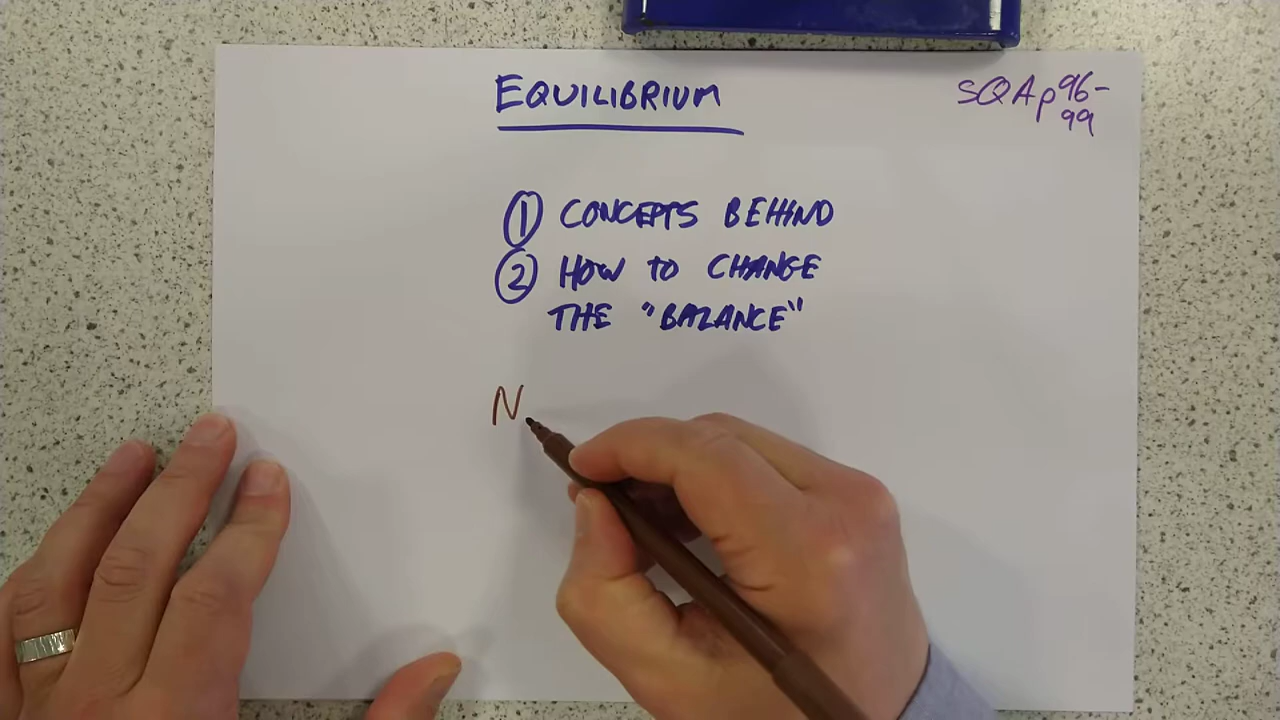 EQUILIBRIUM
SQA p96-
99
① CONCEPTS BEHIND
② HOW TO CHANGE
THE "BALANCE"
N